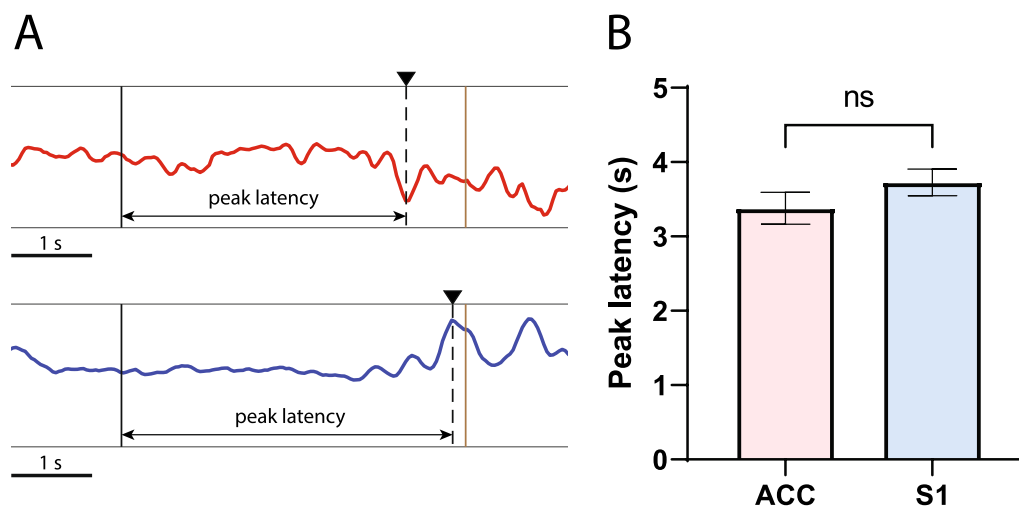 A
peak latency
1 s
peak latency
1 s
B
ns
Peak latency (s)
5
4
3
2
1
0
ACC
S1